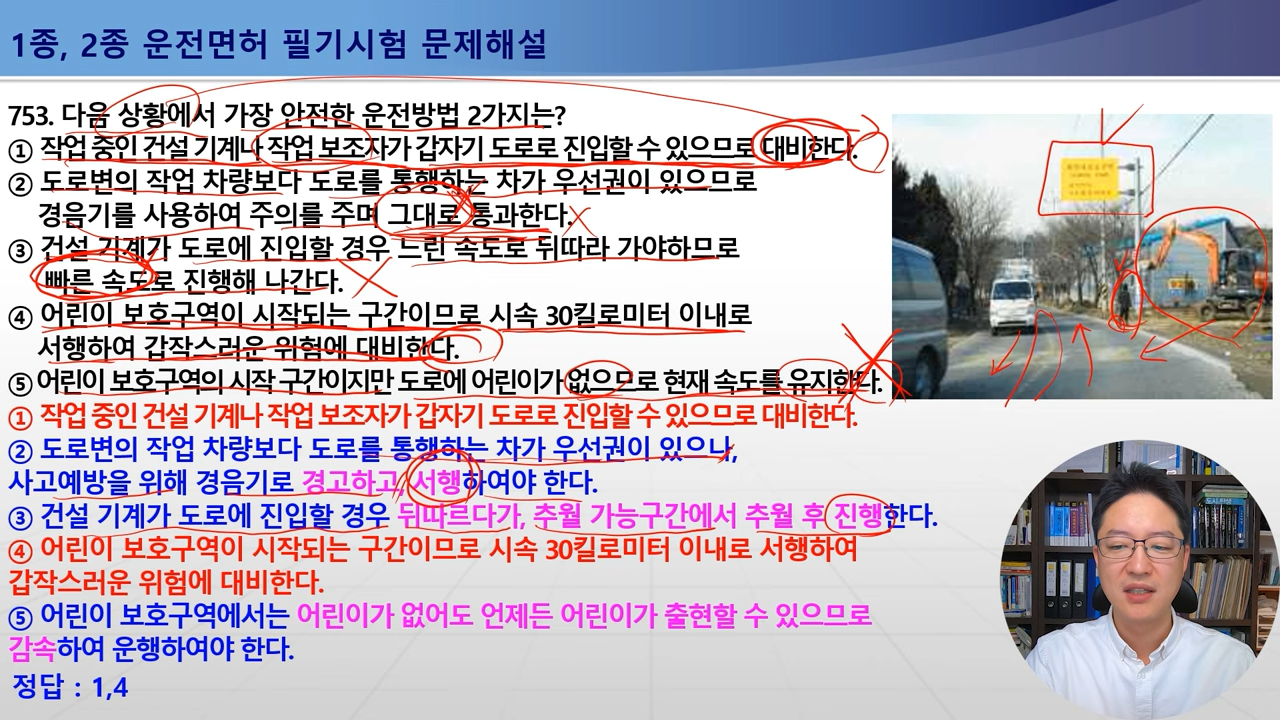 1종, 2종 운전면허 필기시험 문제해설
753. 다음 상황에서 가장 안전한 운전방법 2가지는?
① 작업 중인 건설 기계나 작업 보조자가 갑자기 도로로 진입할 수 있으므로 대비한다.
② 도로변의 작업 차량보다 도로를 통행하는 차가 우선권이 있으므로
경음기를 사용하여 주의를 주며 그대로 통과한다.
③ 건설 기계가 도로에 진입할 경우 느린 속도로 뒤따라 가야하므로
빠른 속도로 진행해 나간다.
④ 어린이 보호구역이 시작되는 구간이므로 시속 30킬로미터 이내로
서행하여 갑작스러운 위험에 대비한다.
⑤ 어린이 보호구역의 시작 구간이지만 도로에 어린이가 없으므로 현재 속도를 유지한다.
① 작업 중인 건설 기계나 작업 보조자가 갑자기 도로로 진입할 수 있으므로 대비한다.
② 도로변의 작업 차량보다 도로를 통행하는 차가 우선권이 있으나,
사고예방을 위해 경음기로 경고하고, 서행하여야 한다.
③ 건설 기계가 도로에 진입할 경우 뒤따르다가, 추월 가능구간에서 추월 후 진행한다.
④ 어린이 보호구역이 시작되는 구간이므로 시속 30킬로미터 이내로 서행하여
갑작스러운 위험에 대비한다.
⑤ 어린이 보호구역에서는 어린이가 없어도 언제든 어린이가 출현할 수 있으므로
감속하여 운행하여야 한다.
정답 : 1,4